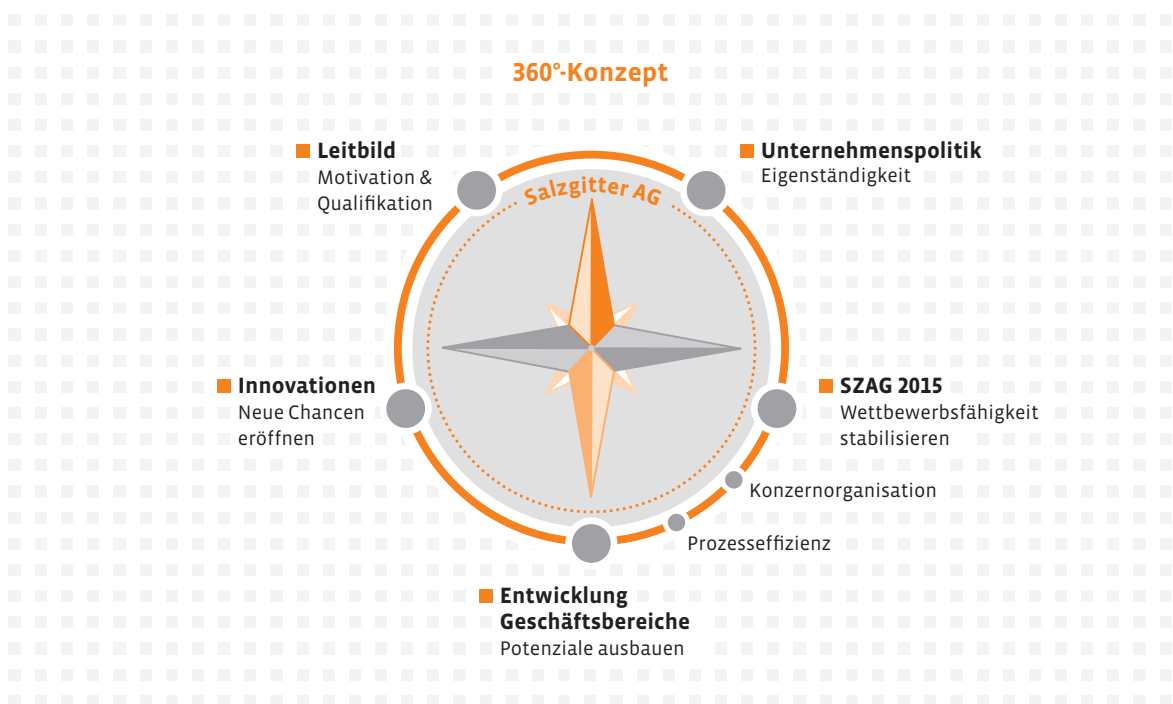 360°-Konzept
Leitbild
Motivation &
Qualifikation
Unternehmenspolitik
Eigenständigkeit
Salzgitter AG
Innovationen
Neue Chancen
eröffnen
SZAG 2015
Wettbewerbsfähigkeit
stabilisieren
Konzernorganisation
Prozesseffizienz
Entwicklung
Geschäftsbereiche
Potenziale ausbauen